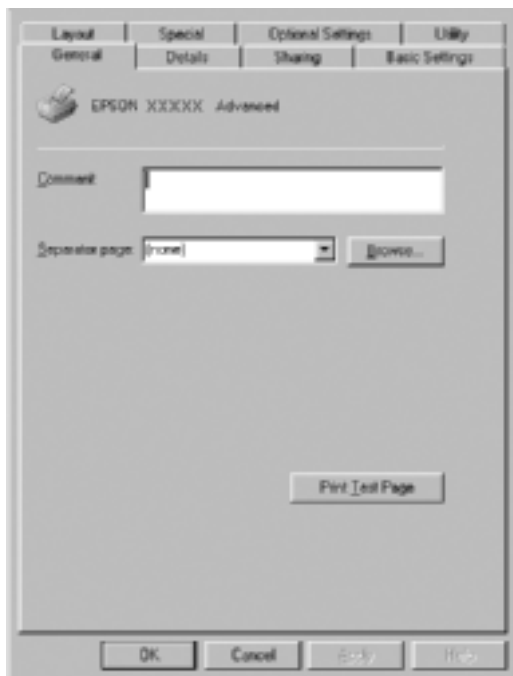 Layout Special Optional Settings Utility
General Details Sharing Basic Settings
EPSON XXXXX Advanced
Comment:
Separator page: (none) Browse...
Print Test Page
OK Cancel Apply Help